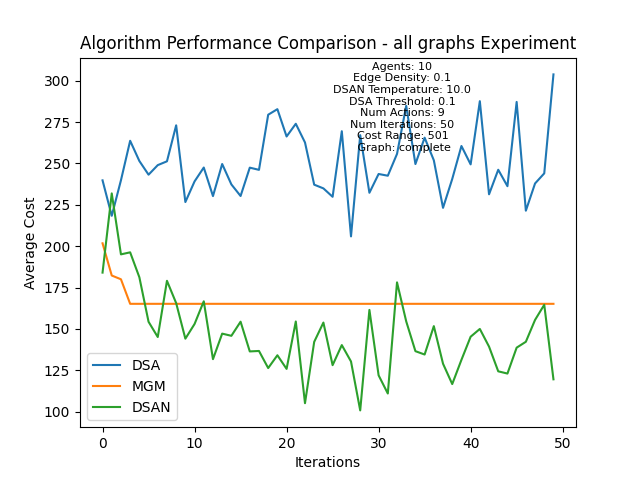 Algorithm Performance Comparison - all graphs Experiment
Agents: 10
Edge Density: 0.1
DSAN Temperature: 10.0
DSA Threshold: 0.1
Num Actions: 9
Num Iterations: 50
Cost Range: 501
Graph: complete
Average Cost
300
275
250
225
200
175
150
125
100
DSA
MGM
DSAN
0
10
20
30
40
50
Iterations